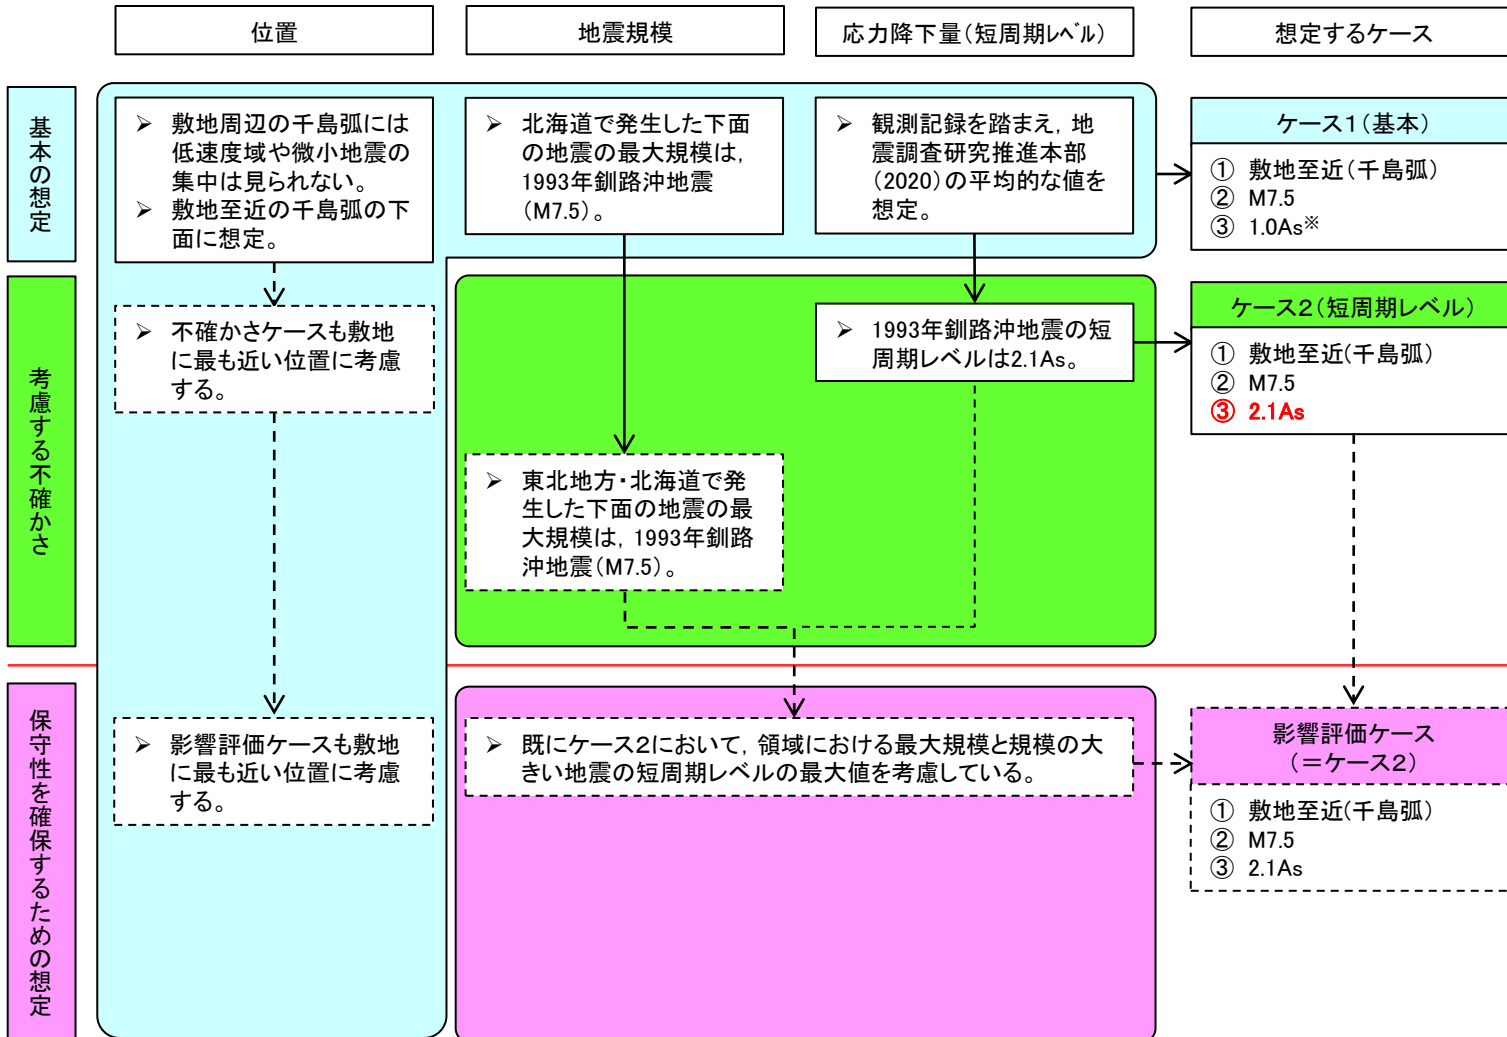 位置
地震規模
応力降下量(短周期ﾚﾍﾞﾙ)
想定するケース
基本の想定
➢ 敷地周辺の千島弧には
低速度域や微小地震の
集中は見られない。
➢ 敷地至近の千島弧の下
面に想定。
➢ 北海道で発生した下面
の地震の最大規模は，
1993年釧路沖地震
(M7.5)。
➢ 観測記録を踏まえ，地
震調査研究推進本部
(2020)の平均的な値を
想定。
ケース1(基本)
① 敷地至近(千島弧)
② M7.5
③ 1.0As※
考慮する不確かさ
➢ 不確かさケースも敷地
に最も近い位置に考慮
する。
➢ 1993年釧路沖地震の短
周期レベルは2.1As。
ケース2(短周期レベル)
① 敷地至近(千島弧)
② M7.5
③ 2.1As
➢ 東北地方・北海道で発
生した下面の地震の最
大規模は，1993年釧路
沖地震(M7.5)。
保守性を確保するための想定
➢ 影響評価ケースも敷地
に最も近い位置に考慮
する。
➢ 既にケース2において，領域における最大規模と規模の大
きい地震の短周期レベルの最大値を考慮している。
影響評価ケース
(＝ケース2)
① 敷地至近(千島弧)
② M7.5
③ 2.1As